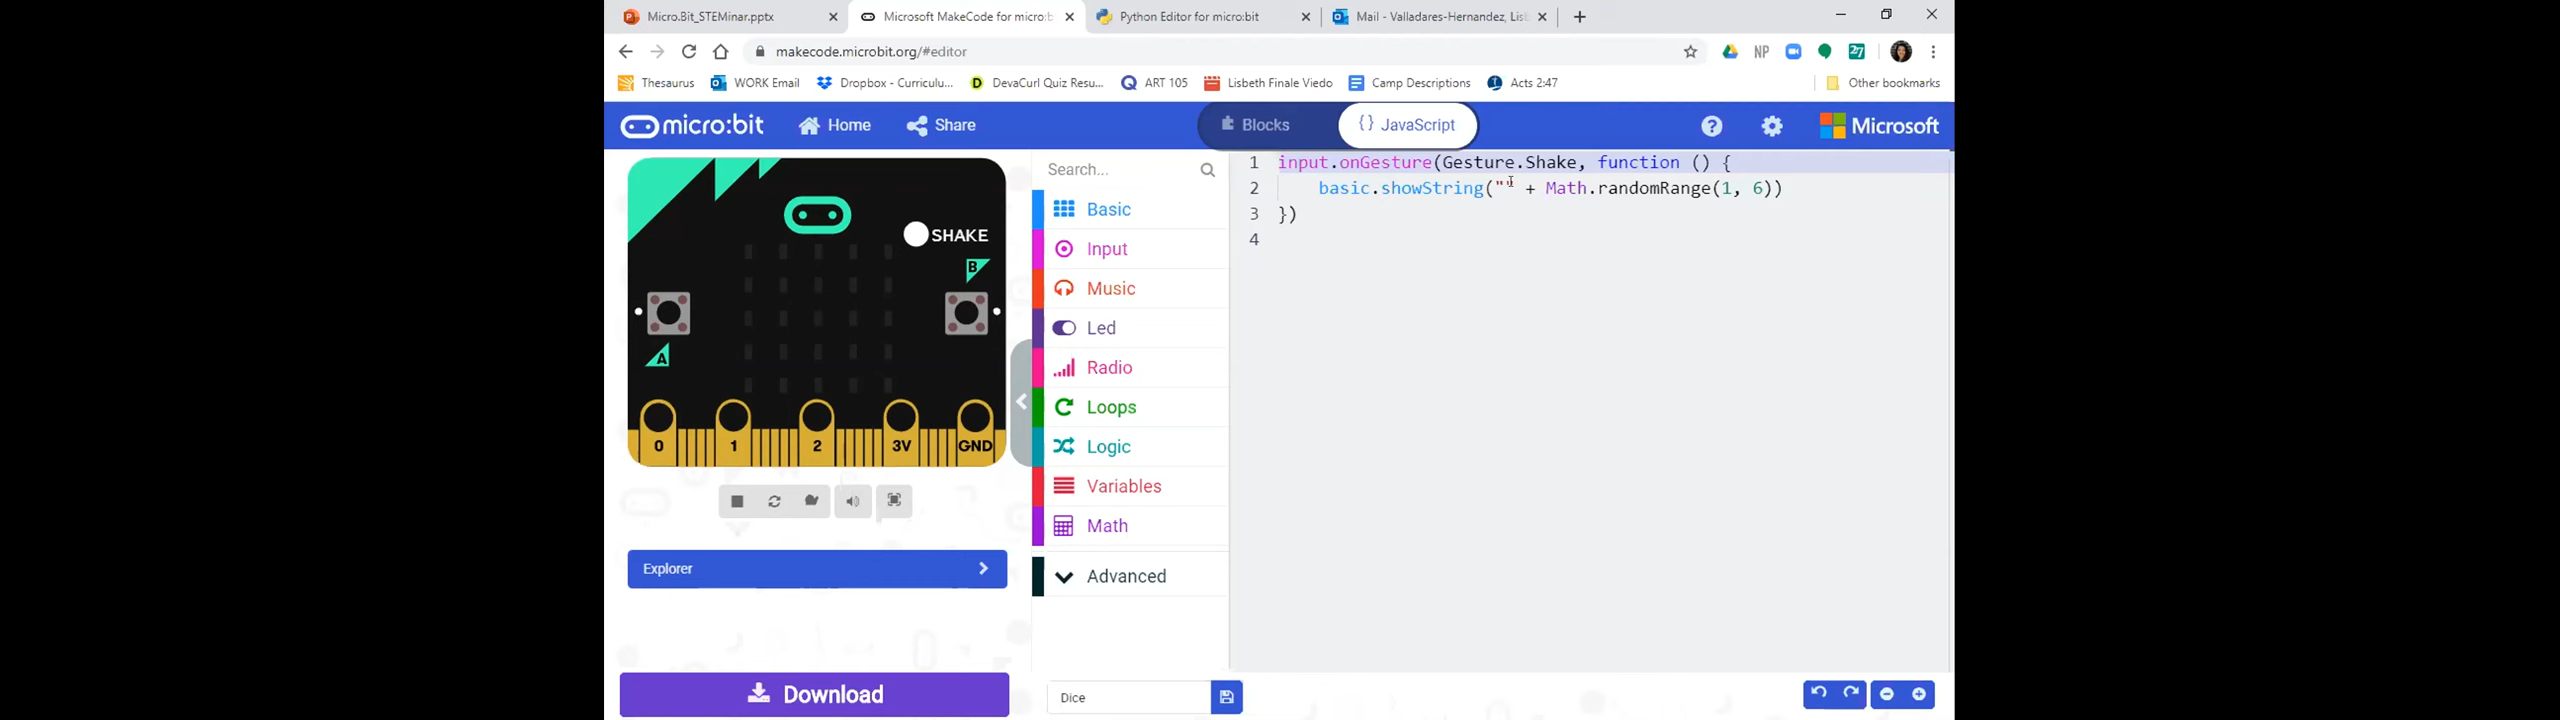 Micro.Bit_STEMinar.pptx
Microsoft MakeCode for micro:b
Python Editor for micro:bit
Mail - Valladares-Hernandez, Lisb
makecode.microbit.org/#editor
NP
27
Thesaurus
WORK Email
Dropbox - Curriculu...
D DevaCurl Quiz Resu...
ART 105
Lisbeth Finale Viedo
Camp Descriptions
Acts 2:47
Other bookmarks
micro:bit
Home
Share
Blocks
{} JavaScript
?
Microsoft
SHAKE
B
A
0 1 2 3V GND
Explorer
Download
Search...
Basic
Input
Music
Led
Radio
Loops
Logic
Variables
Math
Advanced
1 input.onGesture(Gesture.Shake, function () {
2 basic.showString("" + Math.randomRange(1, 6))
3 })
4
Dice